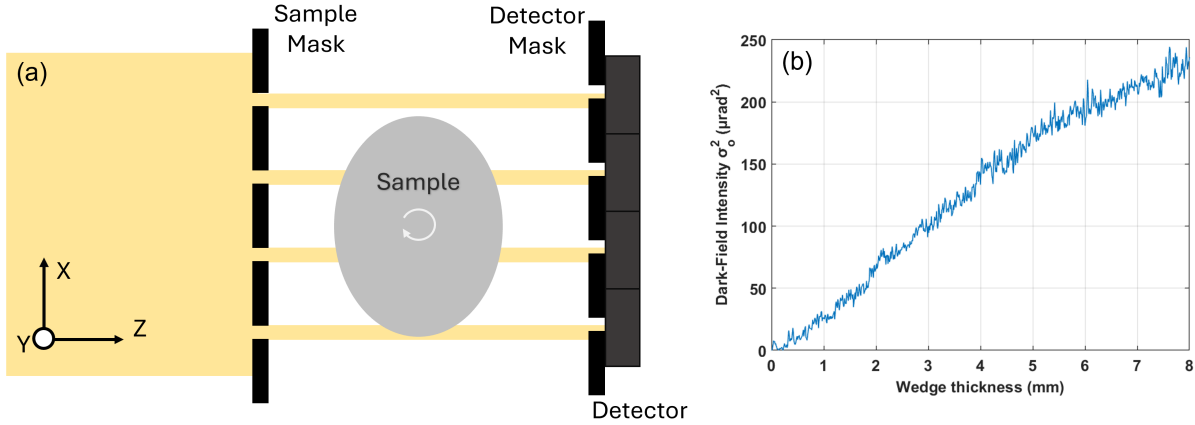 (a)
Sample
Mask
Detector
Mask
Sample
X
Y
Z
Detector
(b)
Dark-Field Intensity σ²ₒ (μrad²)
250
200
150
100
50
0
0 1 2 3 4 5 6 7 8
Wedge thickness (mm)